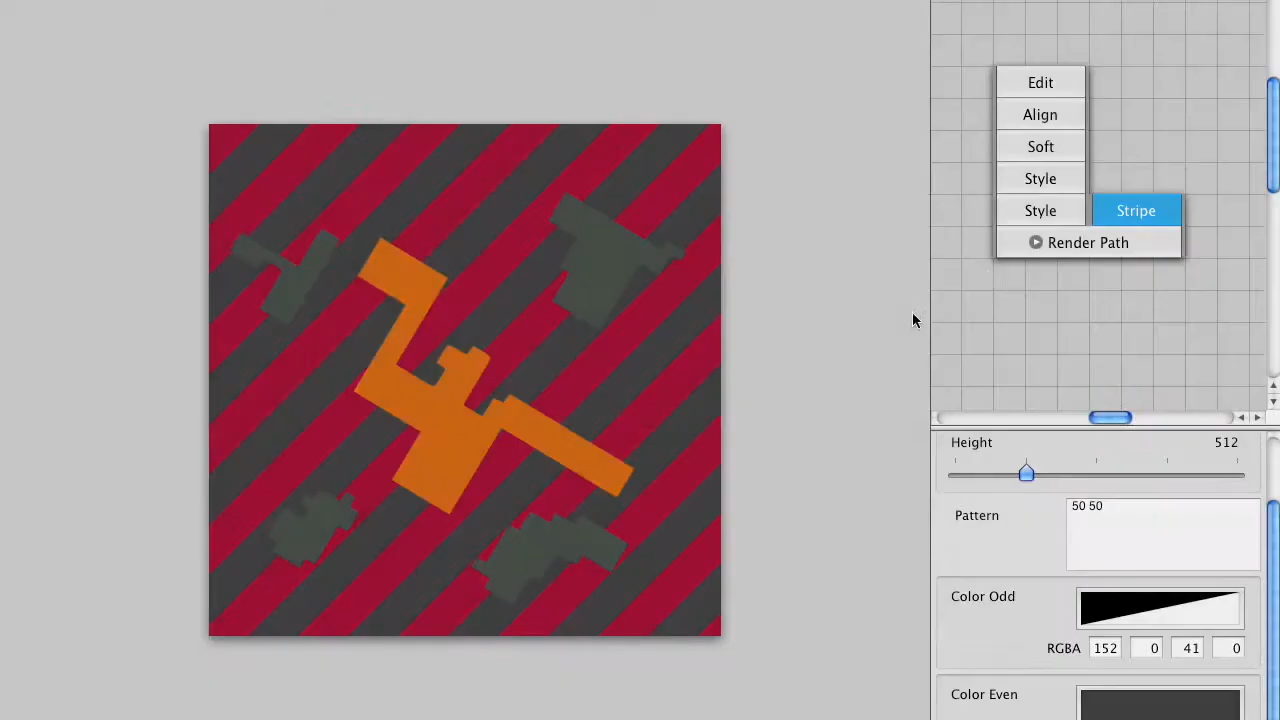 Edit
Align
Soft
Style
Style Stripe
Render Path
Height 512
Pattern 50 50
Color Odd
RGBA 152 0 41 0
Color Even